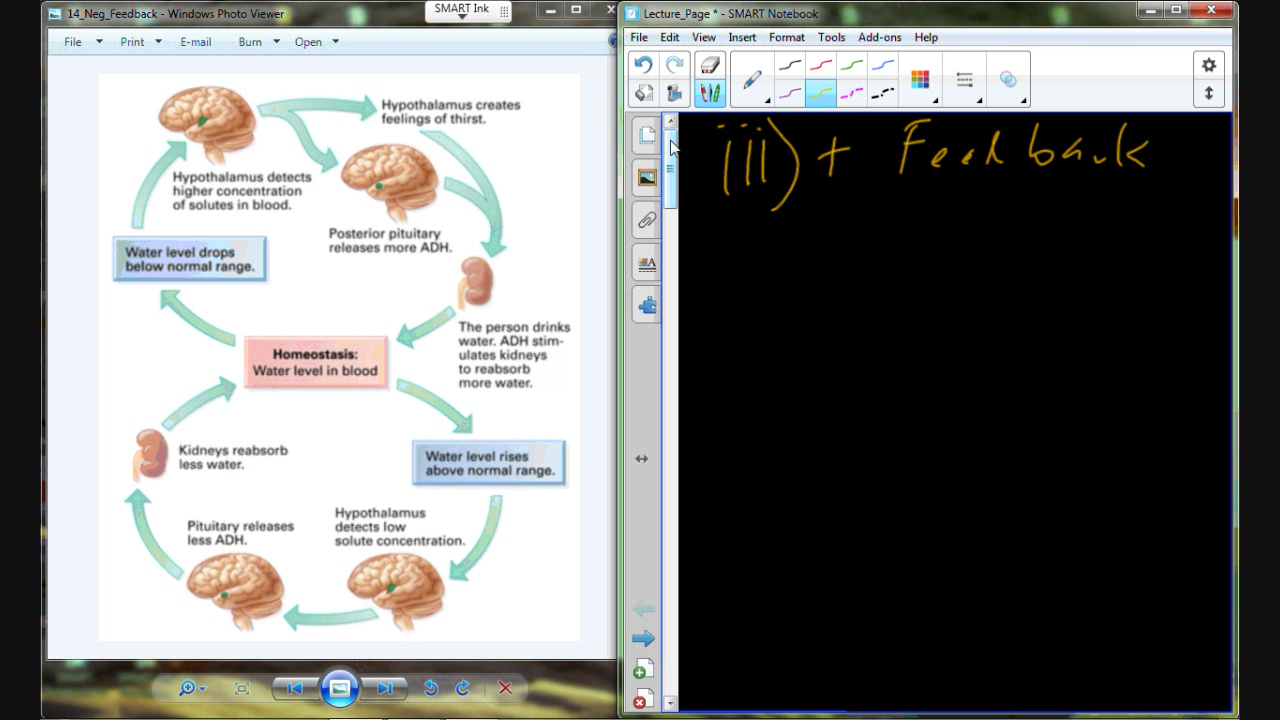 14_Neg_Feedback - Windows Photo Viewer
SMART Ink
File Print E-mail Burn Open
Hypothalamus creates
feelings of thirst.
Hypothalamus detects
higher concentration
of solutes in blood.
Posterior pituitary
releases more ADH.
Water level drops
below normal range.
The person drinks
water. ADH stim-
ulates kidneys
to reabsorb
more water.
Homeostasis:
Water level in blood
Kidneys reabsorb
less water.
Water level rises
above normal range.
Hypothalamus
detects low
solute concentration.
Pituitary releases
less ADH.
Lecture_Page * - SMART Notebook
File Edit View Insert Format Tools Add-ons Help
iii) + Feedback